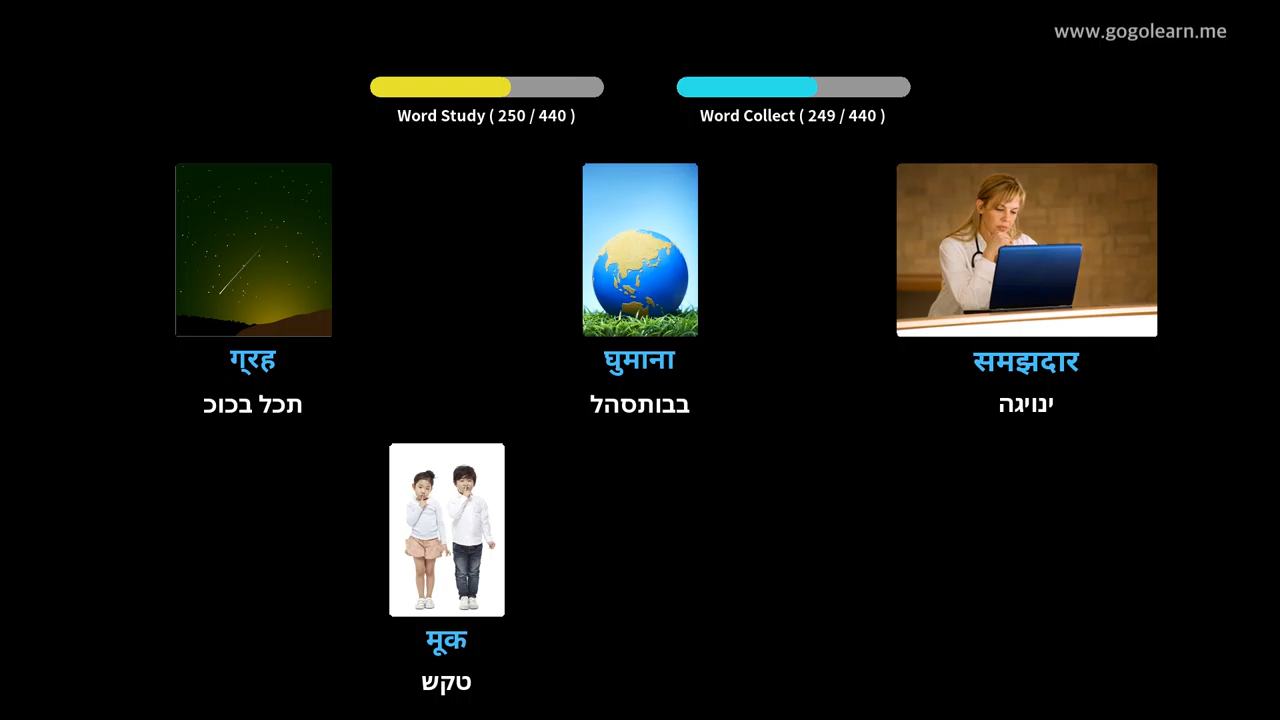 www.gogolearn.me
Word Study ( 250 / 440 )
Word Collect ( 249 / 440 )
ग्रह
תכל בכוכ
घुमाना
בבותסהל
समझदार
ינויגה
मूक
טקש